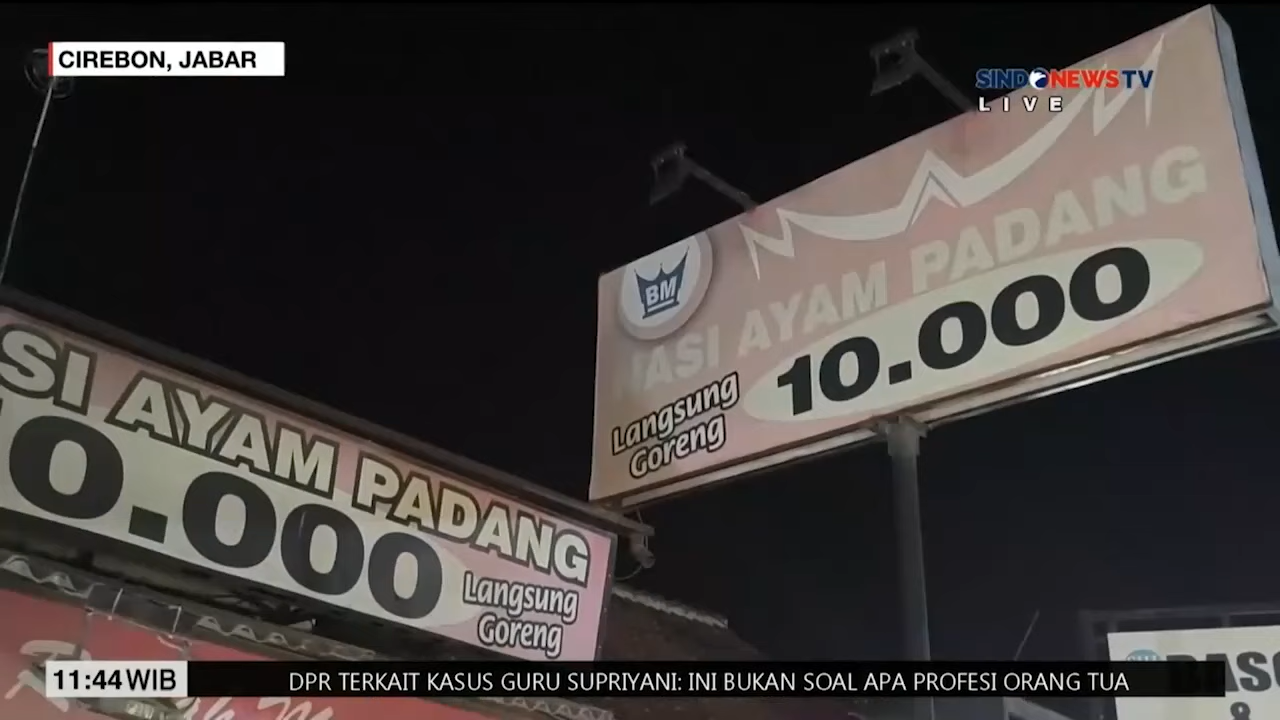 CIREBON, JABAR
SINDONEWS TV
LIVE
BM
NASI AYAM PADANG
10.000
Langsung
Goreng
SI AYAM PADANG
0.000
Langsung
Goreng
11:44 WIB
DPR TERKAIT KASUS GURU SUPRIYANI: INI BUKAN SOAL APA PROFESI ORANG TUA
&